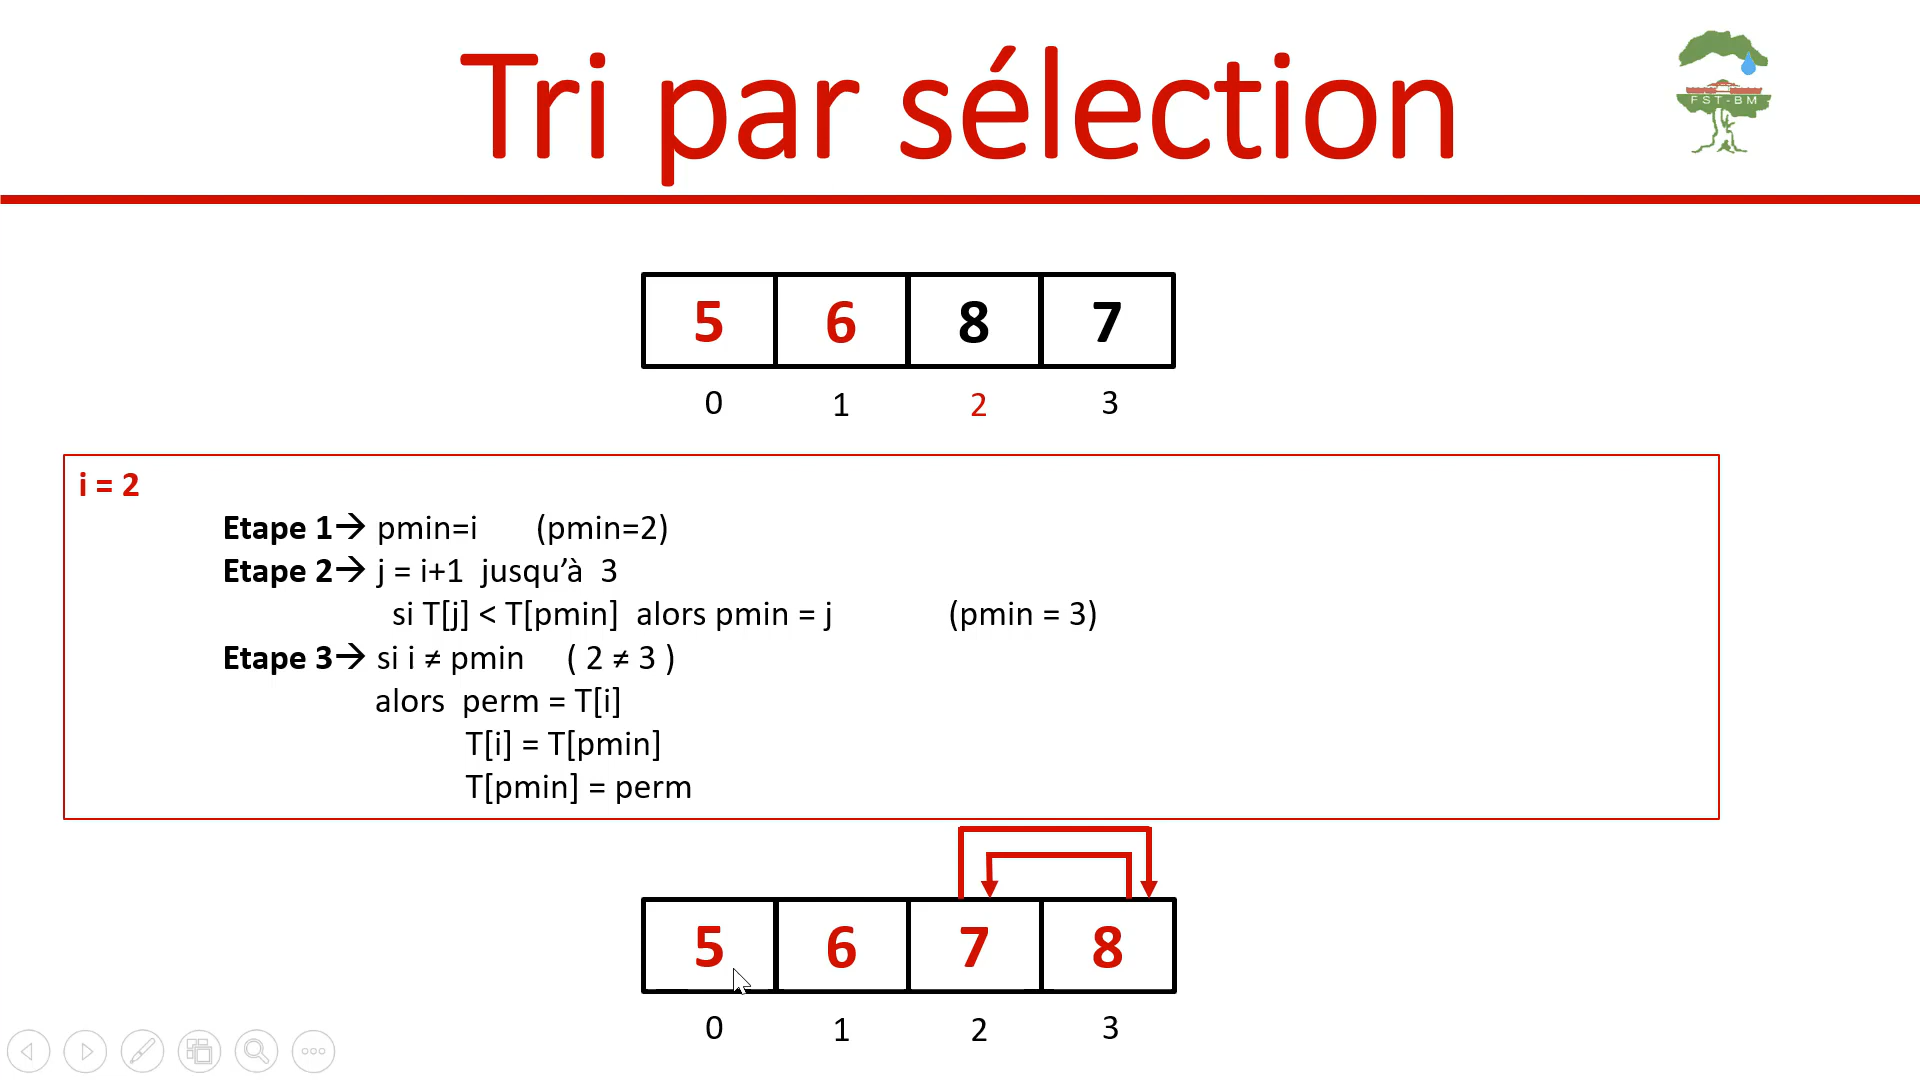 Tri par sélection
FST-BM
5 6 8 7
0 1 2 3
i = 2
Etape 1→ pmin=i (pmin=2)
Etape 2→ j = i+1 jusqu’à 3
si T[j] < T[pmin] alors pmin = j (pmin = 3)
Etape 3→ si i ≠ pmin ( 2 ≠ 3 )
alors perm = T[i]
T[i] = T[pmin]
T[pmin] = perm
5 6 7 8
0 1 2 3